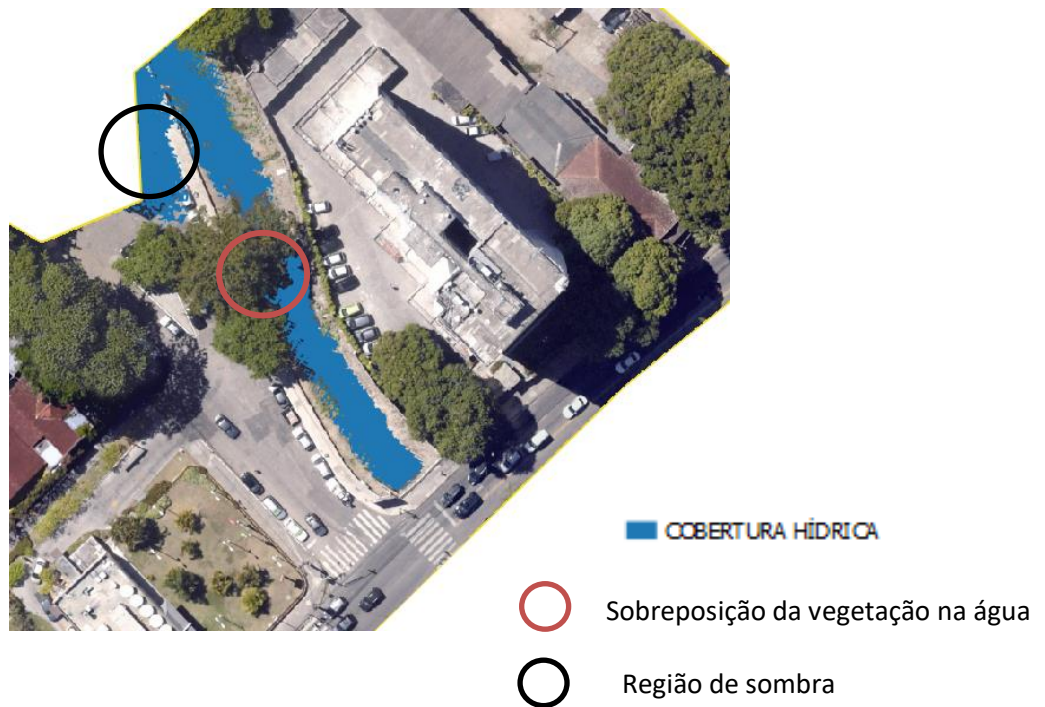 COBERTURA HÍDRICA
Sobreposição da vegetação na água
Região de sombra